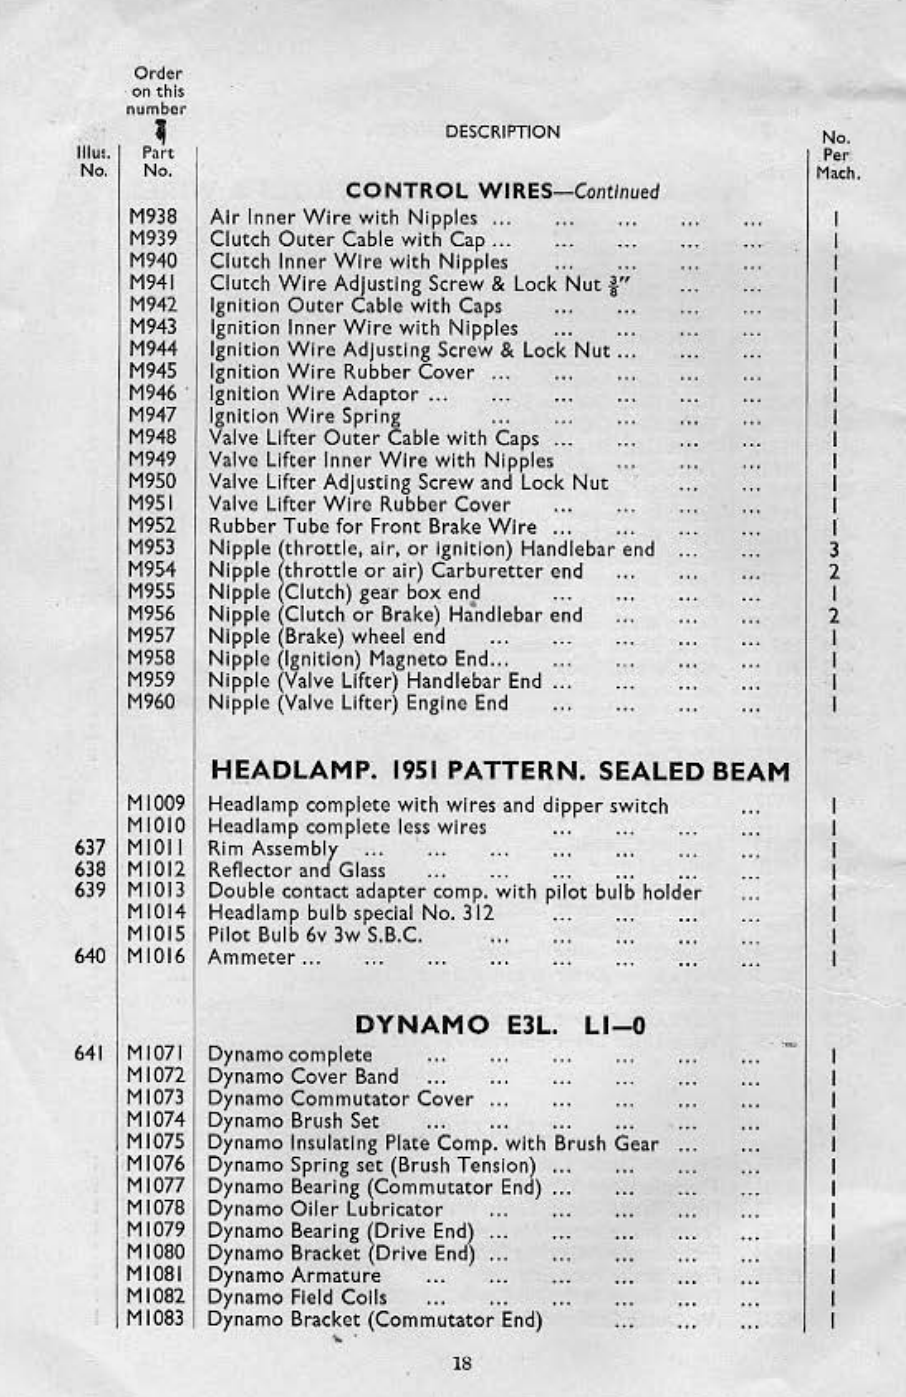 Order
on this
number
DESCRIPTION
Illus. No. Part No. No. Per Mach.
CONTROL WIRES—Continued
M938 Air Inner Wire with Nipples ... ... ... ... ... 1
M939 Clutch Outer Cable with Cap ... ... ... ... ... 1
M940 Clutch Inner Wire with Nipples ... ... ... ... 1
M941 Clutch Wire Adjusting Screw & Lock Nut ⅜″ ... ... 1
M942 Ignition Outer Cable with Caps ... ... ... ... 1
M943 Ignition Inner Wire with Nipples ... ... ... ... 1
M944 Ignition Wire Adjusting Screw & Lock Nut ... ... ... 1
M945 Ignition Wire Rubber Cover ... ... ... ... ... 1
M946 Ignition Wire Adaptor ... ... ... ... ... ... 1
M947 Ignition Wire Spring ... ... ... ... ... 1
M948 Valve Lifter Outer Cable with Caps ... ... ... ... 1
M949 Valve Lifter Inner Wire with Nipples ... ... ... 1
M950 Valve Lifter Adjusting Screw and Lock Nut ... ... 1
M951 Valve Lifter Wire Rubber Cover ... ... ... ... 1
M952 Rubber Tube for Front Brake Wire ... ... ... ... 1
M953 Nipple (throttle, air, or ignition) Handlebar end ... ... 3
M954 Nipple (throttle or air) Carburetter end ... ... ... 2
M955 Nipple (Clutch) gear box end ... ... ... ... 1
M956 Nipple (Clutch or Brake) Handlebar end ... ... ... 2
M957 Nipple (Brake) wheel end ... ... ... ... ... 1
M958 Nipple (Ignition) Magneto End... ... ... ... ... 1
M959 Nipple (Valve Lifter) Handlebar End ... ... ... ... 1
M960 Nipple (Valve Lifter) Engine End ... ... ... ... 1
HEADLAMP. 1951 PATTERN. SEALED BEAM
M1009 Headlamp complete with wires and dipper switch ... 1
M1010 Headlamp complete less wires ... ... ... ... 1
637 M1011 Rim Assembly ... ... ... ... ... ... ... 1
638 M1012 Reflector and Glass ... ... ... ... ... ... 1
639 M1013 Double contact adapter comp. with pilot bulb holder ... 1
M1014 Headlamp bulb special No. 312 ... ... ... ... 1
M1015 Pilot Bulb 6v 3w S.B.C. ... ... ... ... ... 1
640 M1016 Ammeter ... ... ... ... ... ... ... ... 1
DYNAMO E3L. L1—0
641 M1071 Dynamo complete ... ... ... ... ... ... 1
M1072 Dynamo Cover Band ... ... ... ... ... ... 1
M1073 Dynamo Commutator Cover ... ... ... ... ... 1
M1074 Dynamo Brush Set ... ... ... ... ... ... 1
M1075 Dynamo Insulating Plate Comp. with Brush Gear ... ... 1
M1076 Dynamo Spring set (Brush Tension) ... ... ... ... 1
M1077 Dynamo Bearing (Commutator End) ... ... ... ... 1
M1078 Dynamo Oiler Lubricator ... ... ... ... ... 1
M1079 Dynamo Bearing (Drive End) ... ... ... ... ... 1
M1080 Dynamo Bracket (Drive End) ... ... ... ... ... 1
M1081 Dynamo Armature ... ... ... ... ... ... 1
M1082 Dynamo Field Coils ... ... ... ... ... ... 1
M1083 Dynamo Bracket (Commutator End) ... ... ... 1
18